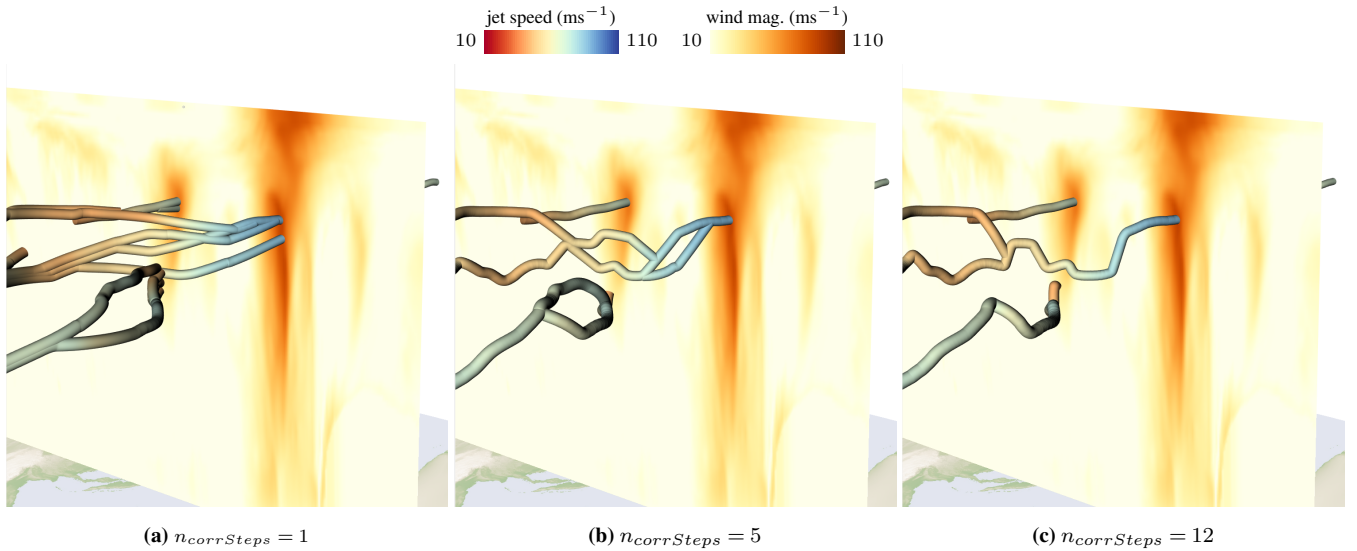 jet speed (ms⁻¹) wind mag. (ms⁻¹)
10 110 10 110
(a) n_corrSteps = 1 (b) n_corrSteps = 5 (c) n_corrSteps = 12